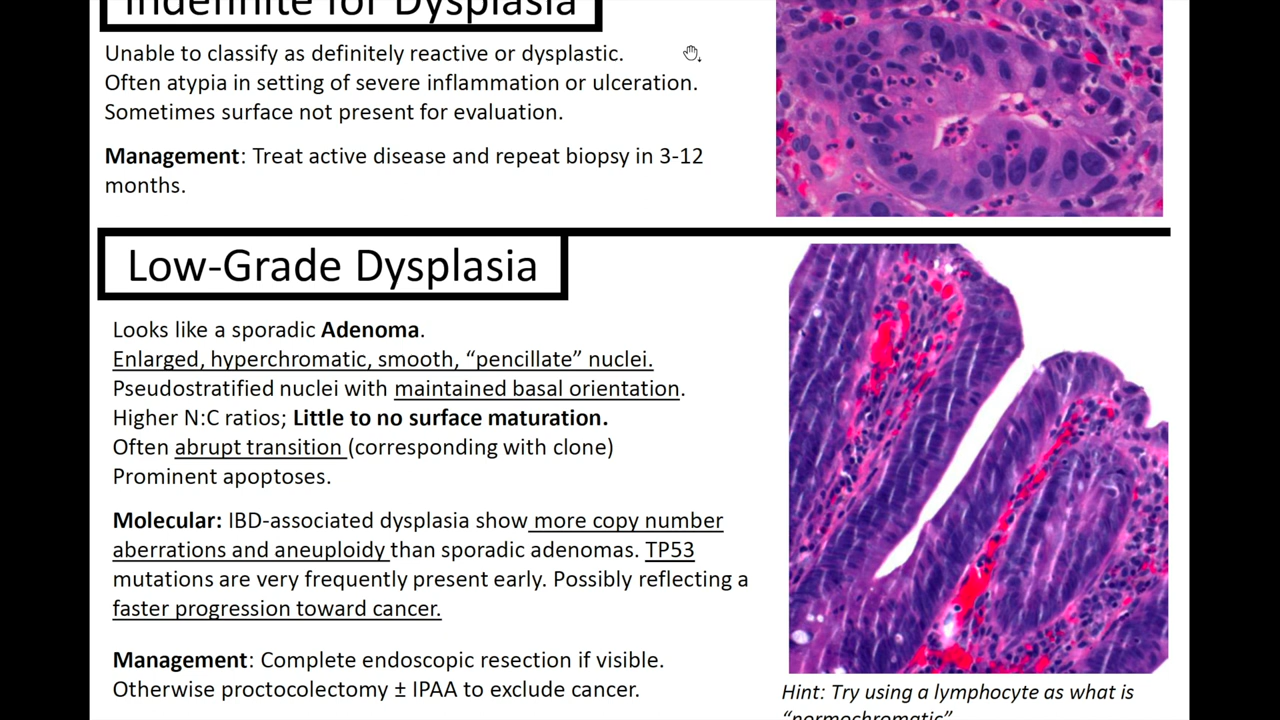 Indefinite for Dysplasia
Unable to classify as definitely reactive or dysplastic.
Often atypia in setting of severe inflammation or ulceration.
Sometimes surface not present for evaluation.
Management: Treat active disease and repeat biopsy in 3-12
months.
Low-Grade Dysplasia
Looks like a sporadic Adenoma.
Enlarged, hyperchromatic, smooth, “pencillate” nuclei.
Pseudostratified nuclei with maintained basal orientation.
Higher N:C ratios; Little to no surface maturation.
Often abrupt transition (corresponding with clone)
Prominent apoptoses.
Molecular: IBD-associated dysplasia show more copy number
aberrations and aneuploidy than sporadic adenomas. TP53
mutations are very frequently present early. Possibly reflecting a
faster progression toward cancer.
Management: Complete endoscopic resection if visible.
Otherwise proctocolectomy ± IPAA to exclude cancer.
Hint: Try using a lymphocyte as what is
“normochromatic”